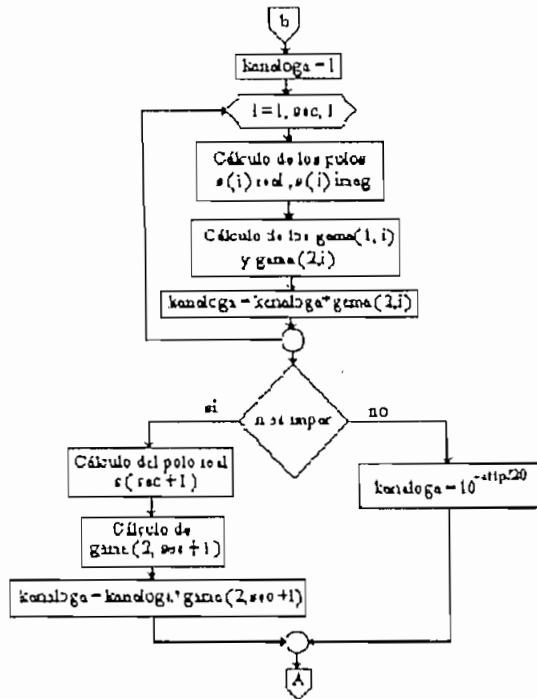 b
kanaloga = 1
i = 1, sec, 1
Cálculo de los polos
s(i) real, s(i) imag
Cálculo de los gama(1, i)
y gama(2,i)
kanaloga = kanaloga* gama(2,i)
n es impar
si
no
Cálculo del polo real
s(sec+1)
kanaloga = 10
Cálculo de
gama(2, sec+1)
kanaloga = kanaloga* gama(2, sec+1)
A